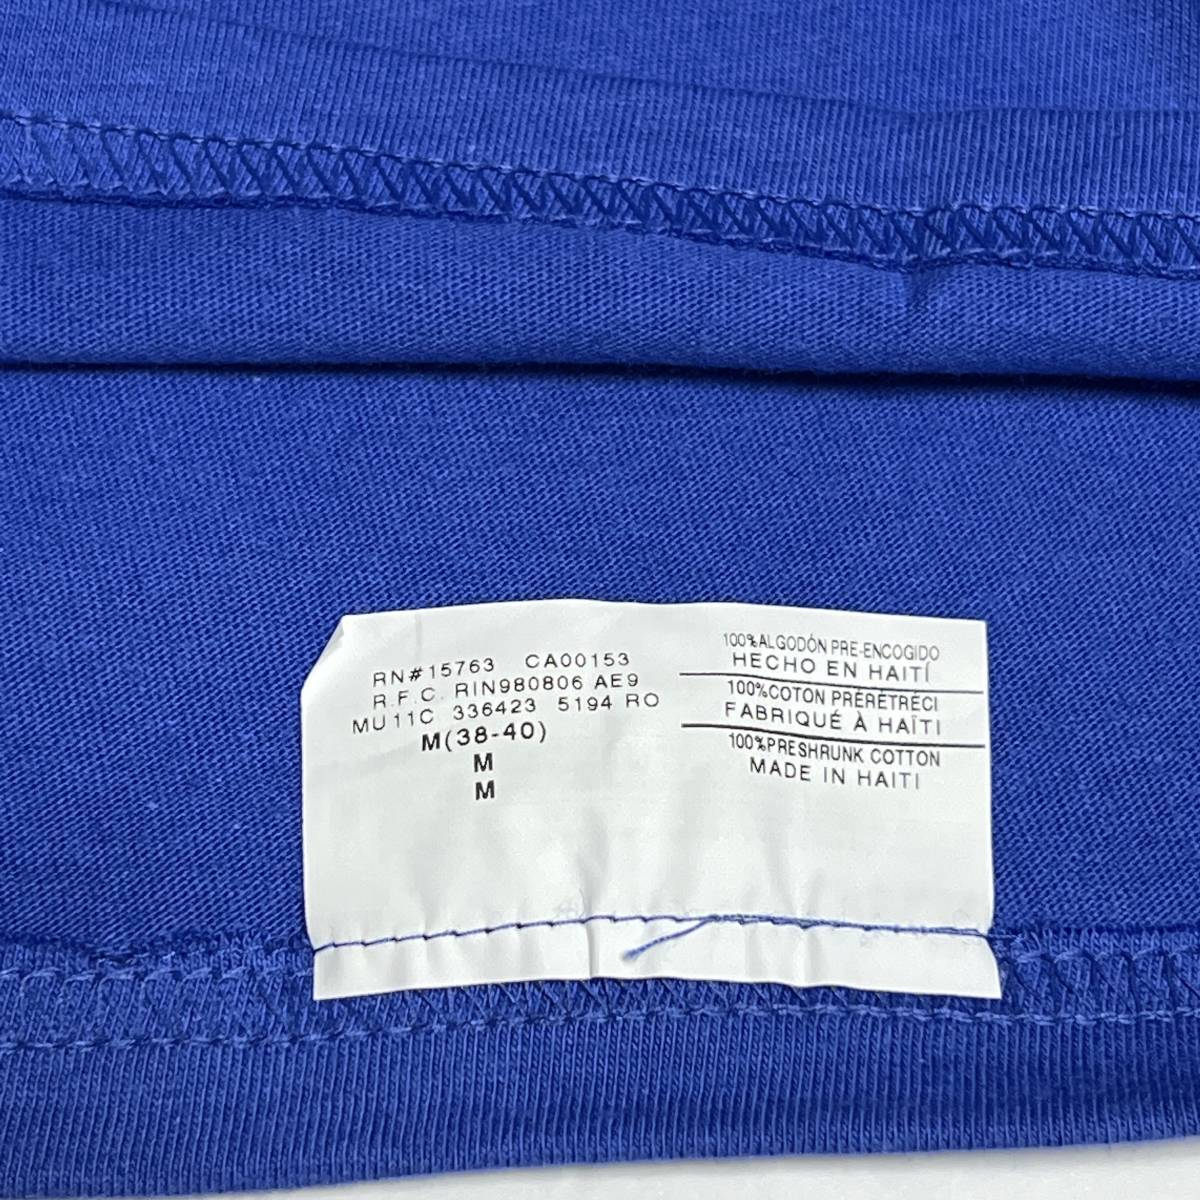 RN#15763 CA00153
R.F.C. RIN980806 AE9
MU11C 336423 5194 RO
M(38-40)
M
M
100%ALGODÓN PRE-ENCOGIDO
HECHO EN HAITÍ
100%COTON PRÉRÉTRÉCI
FABRIQUÉ À HAÏTI
100%PRESHRUNK COTTON
MADE IN HAITI